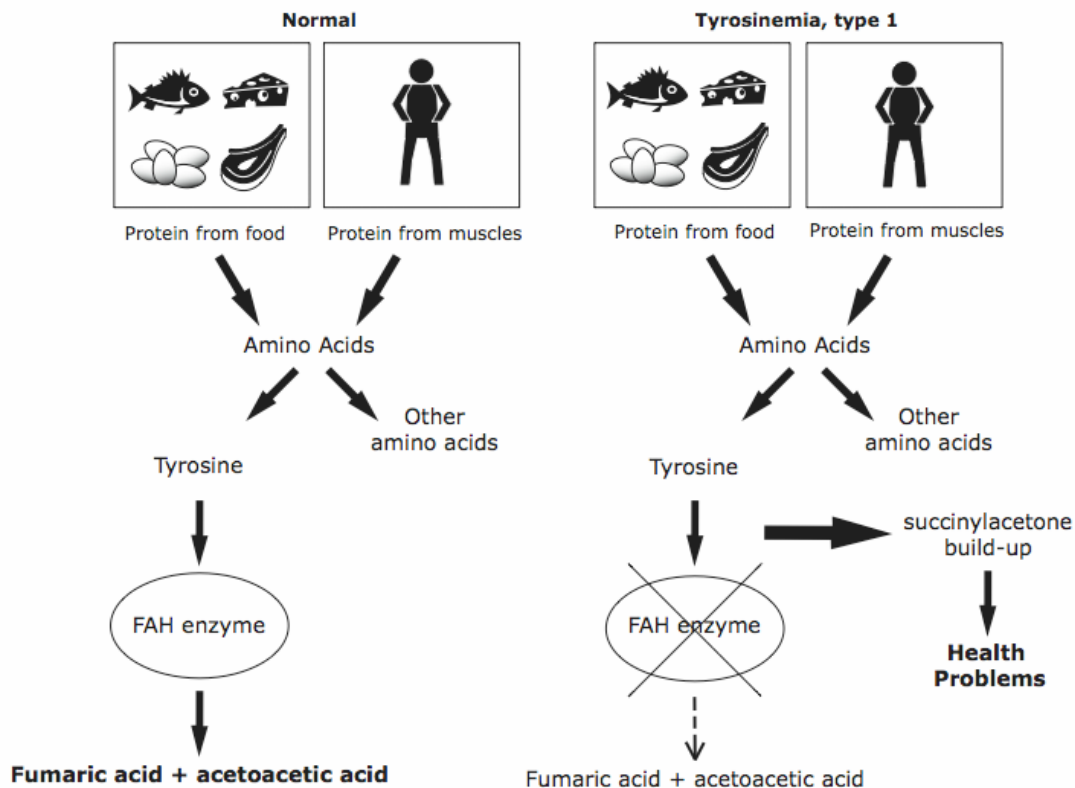 Normal
Protein from food
Protein from muscles
Amino Acids
Other
amino acids
Tyrosine
FAH enzyme
Fumaric acid + acetoacetic acid
Tyrosinemia, type 1
Protein from food
Protein from muscles
Amino Acids
Other
amino acids
Tyrosine
succinylacetone
build-up
FAH enzyme
Health
Problems
Fumaric acid + acetoacetic acid